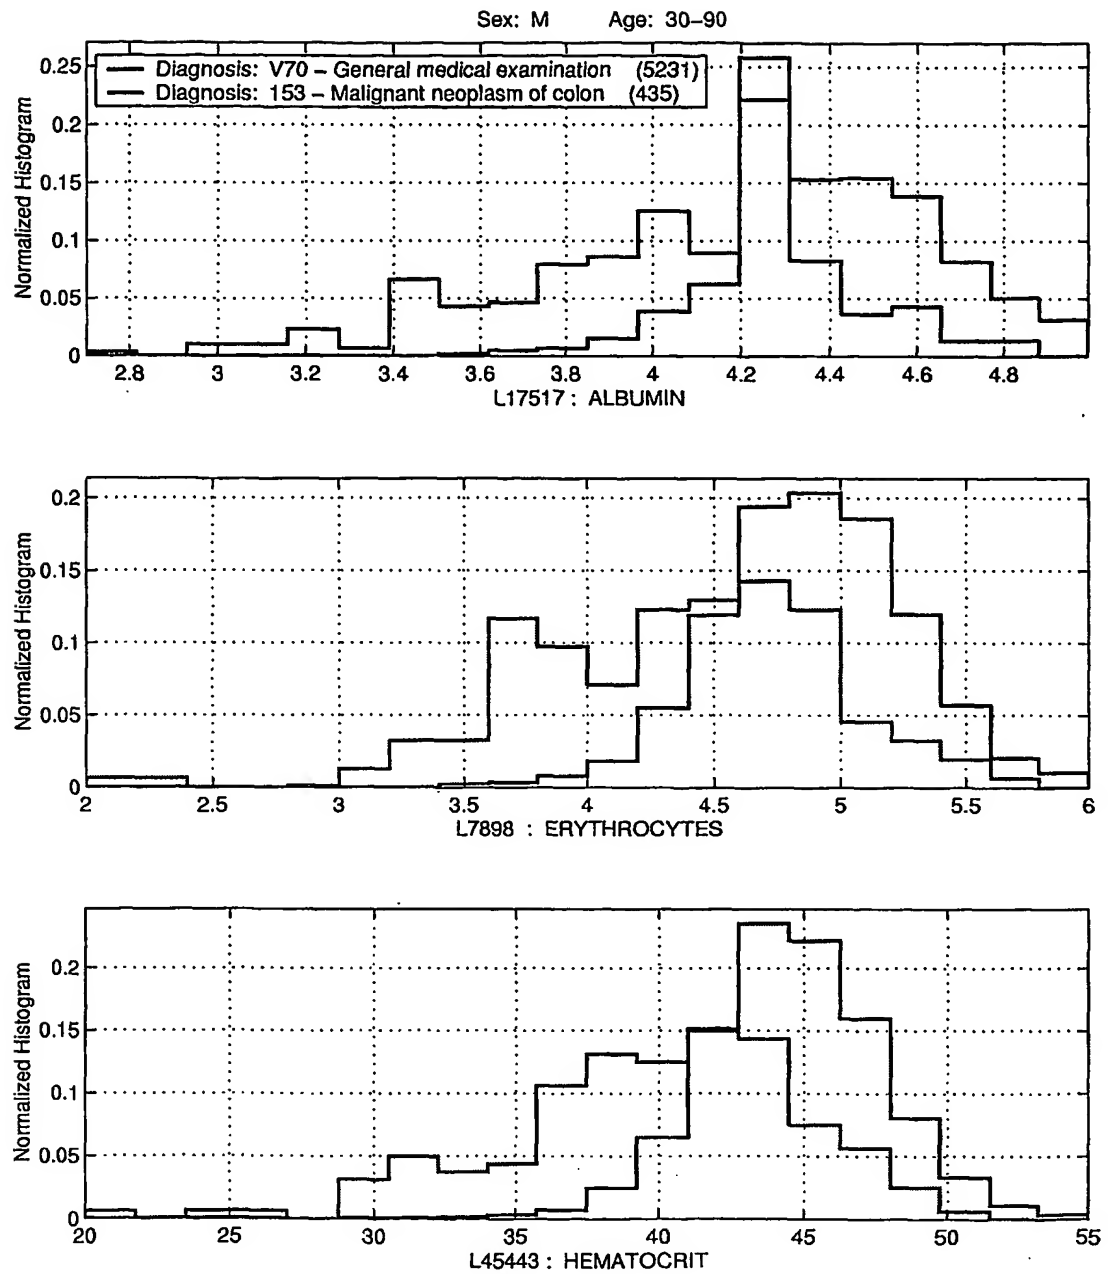 Sex: M Age: 30–90
Normalized Histogram
0.25
0.2
0.15
0.1
0.05
0
Diagnosis: V70 – General medical examination (5231)
Diagnosis: 153 – Malignant neoplasm of colon (435)
2.8 3 3.2 3.4 3.6 3.8 4 4.2 4.4 4.6 4.8
L17517 : ALBUMIN
Normalized Histogram
0.2
0.15
0.1
0.05
0
2 2.5 3 3.5 4 4.5 5 5.5 6
L7898 : ERYTHROCYTES
Normalized Histogram
0.2
0.15
0.1
0.05
0
20 25 30 35 40 45 50 55
L45443 : HEMATOCRIT